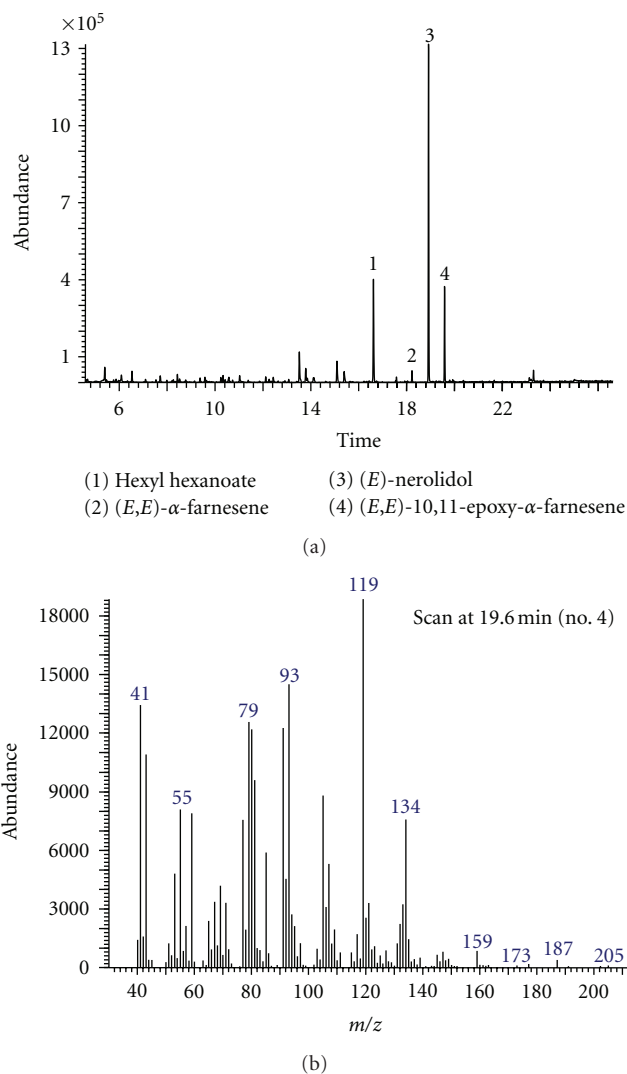 ×10⁵
13
10
7
4
1
Abundance
3
1
4
2
6 10 14 18 22
Time
(1) Hexyl hexanoate (3) (E)-nerolidol
(2) (E,E)-α-farnesene (4) (E,E)-10,11-epoxy-α-farnesene
(a)
119
18000
Scan at 19.6 min (no. 4)
15000
93
41
79
12000
Abundance
9000
55
134
6000
3000
159 173 187 205
0
40 60 80 100 120 140 160 180 200
m/z
(b)